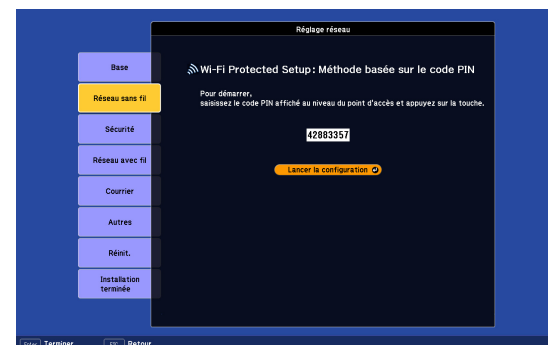 Réglage réseau
Base
Réseau sans fil
Sécurité
Réseau avec fil
Courrier
Autres
Réinit.
Installation
terminée
Wi-Fi Protected Setup: Méthode basée sur le code PIN
Pour démarrer,
saisissez le code PIN affiché au niveau du point d'accès et appuyez sur la touche.
42883357
Lancer la configuration
Enter Terminer ESC Retour